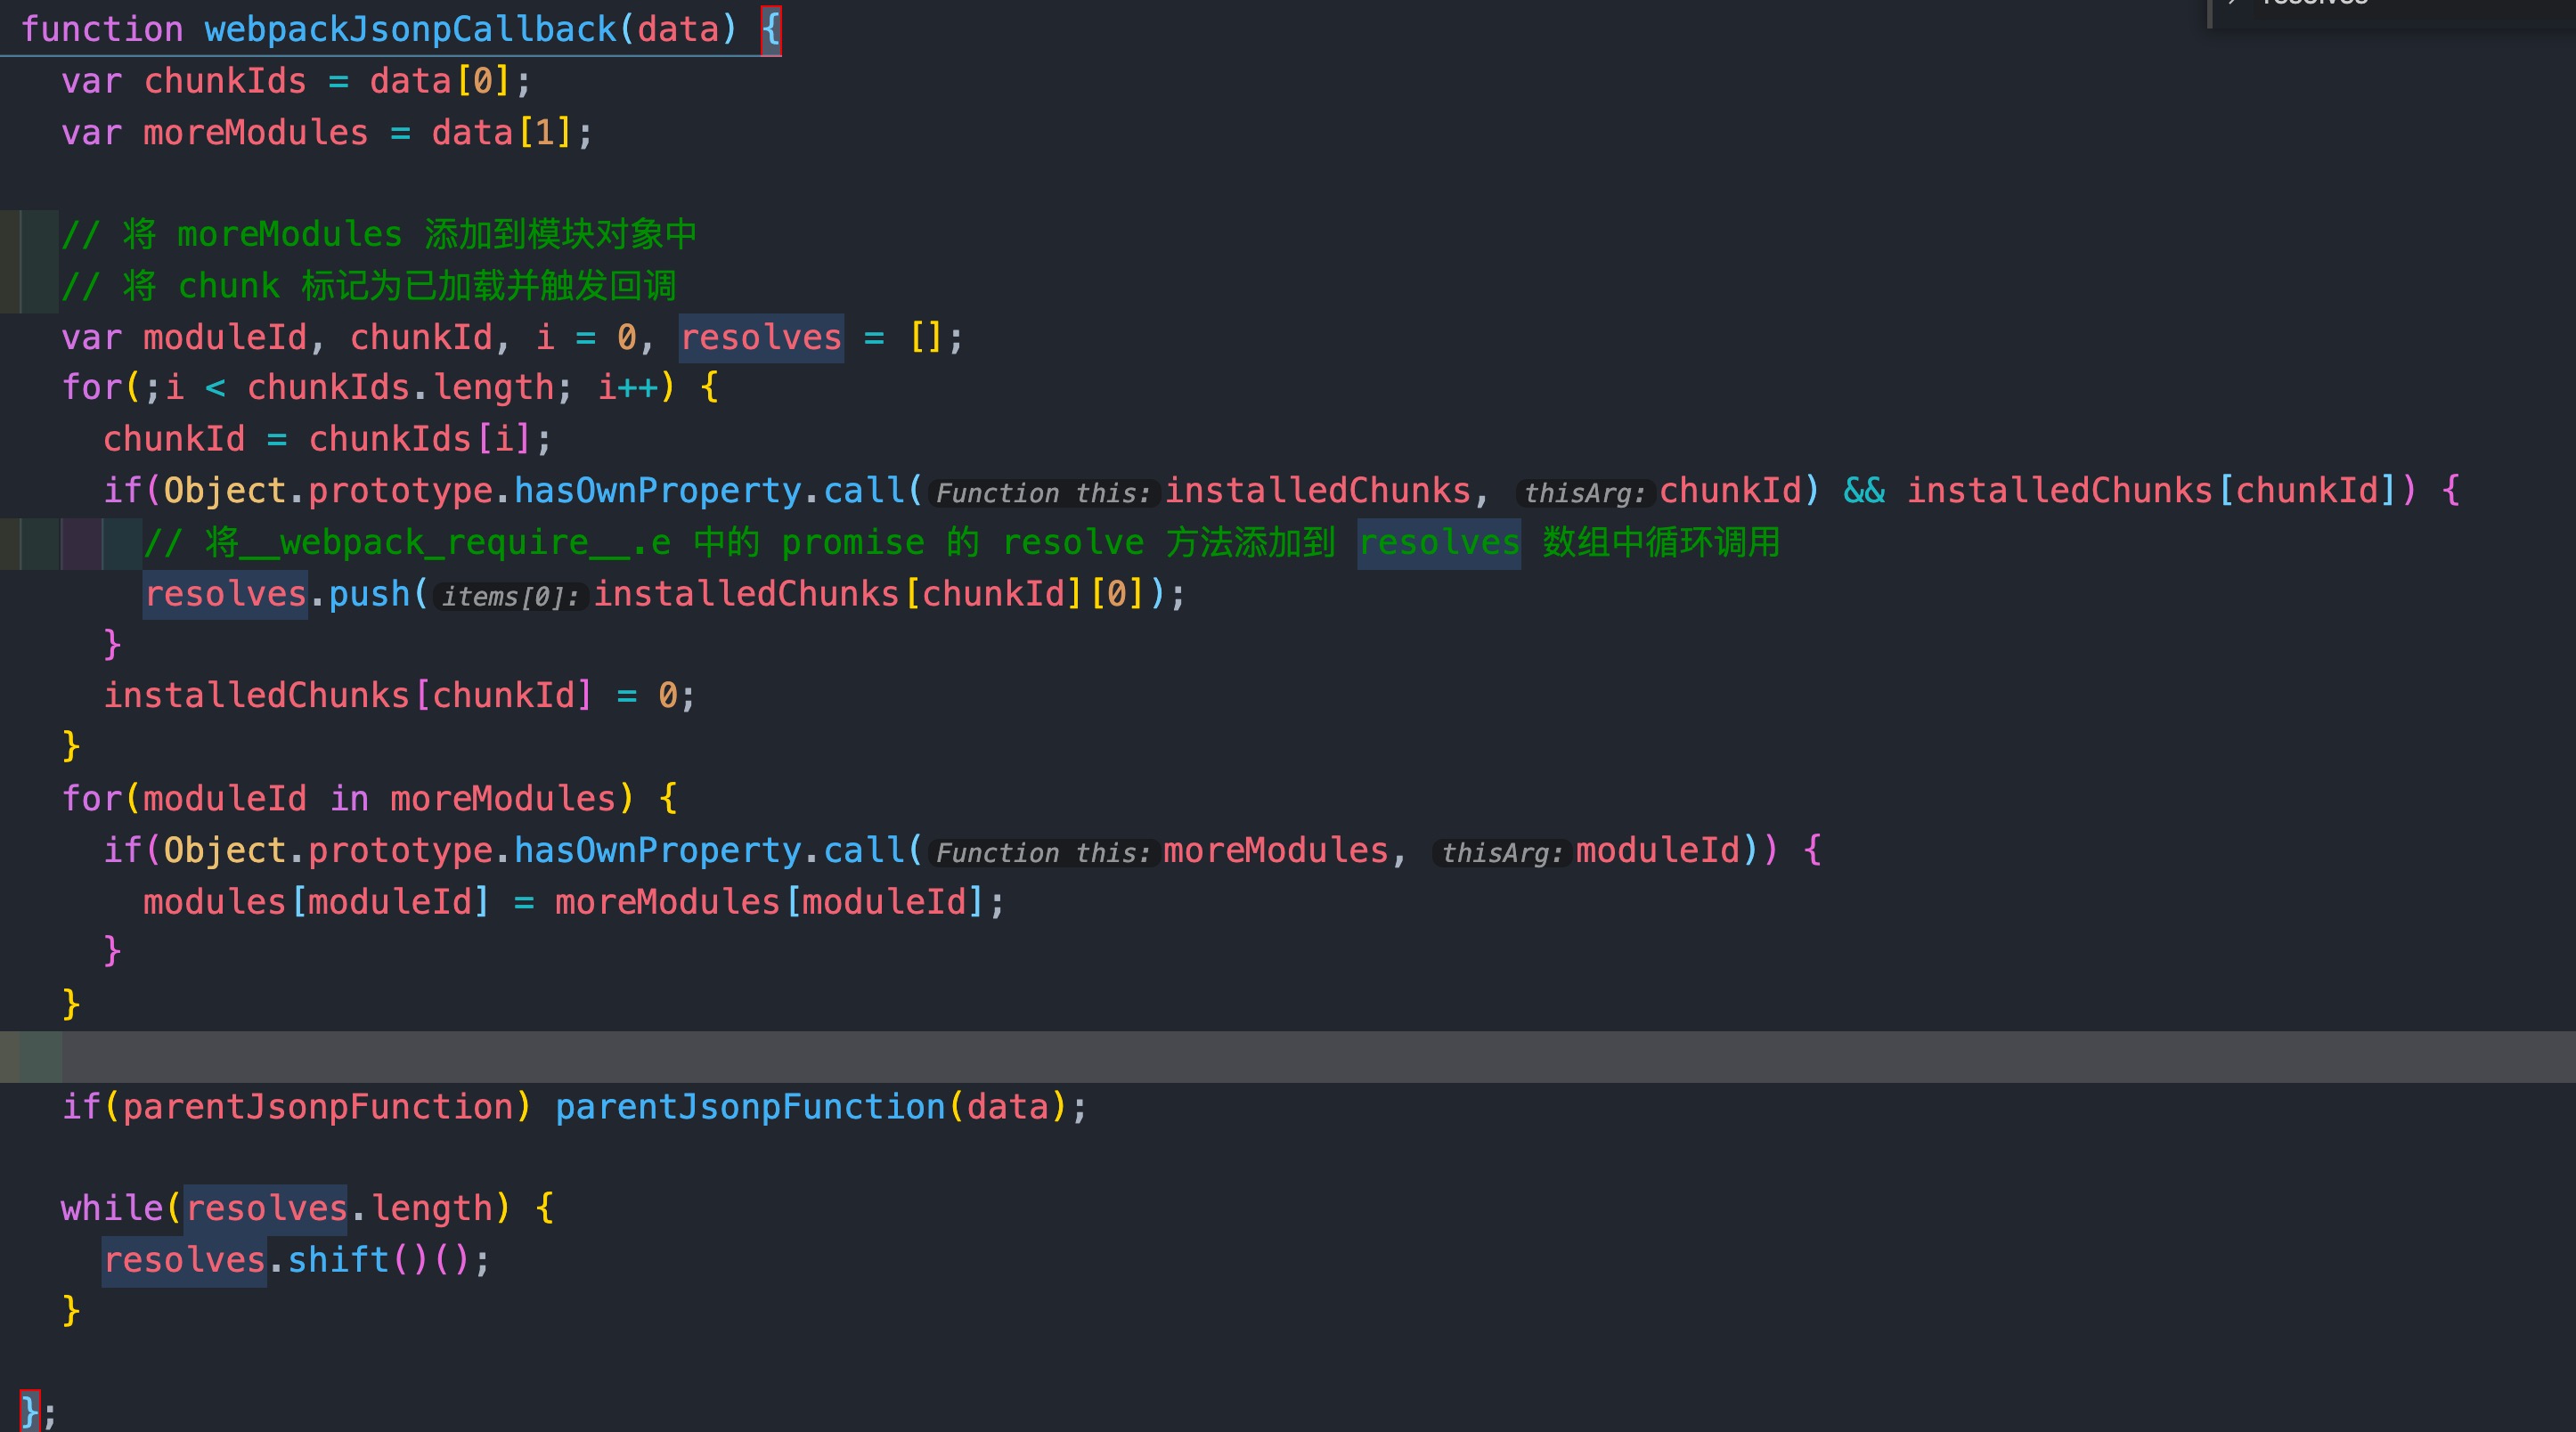 function webpackJsonpCallback(data) {
var chunkIds = data[0];
var moreModules = data[1];
// 将 moreModules 添加到模块对象中
// 将 chunk 标记为已加载并触发回调
var moduleId, chunkId, i = 0, resolves = [];
for(;i < chunkIds.length; i++) {
chunkId = chunkIds[i];
if(Object.prototype.hasOwnProperty.call(Function this: installedChunks, thisArg: chunkId) && installedChunks[chunkId]) {
// 将__webpack_require__.e 中的 promise 的 resolve 方法添加到 resolves 数组中循环调用
resolves.push(items[0]: installedChunks[chunkId][0]);
}
installedChunks[chunkId] = 0;
}
for(moduleId in moreModules) {
if(Object.prototype.hasOwnProperty.call(Function this: moreModules, thisArg: moduleId)) {
modules[moduleId] = moreModules[moduleId];
}
}
if(parentJsonpFunction) parentJsonpFunction(data);
while(resolves.length) {
resolves.shift()();
}
};